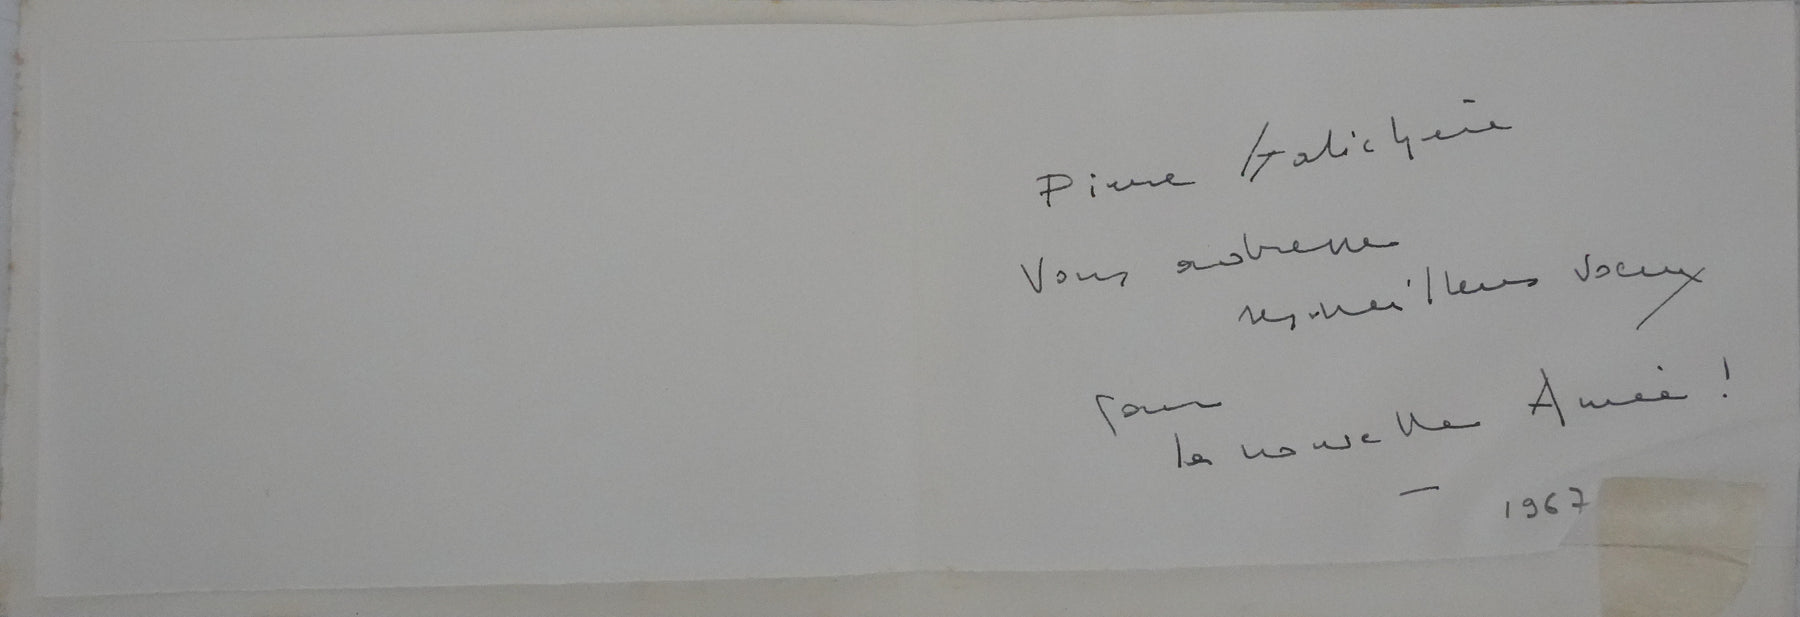 Pierre
Vous adresse
ses meilleurs voeux
pour
la nouvelle Année !
1967